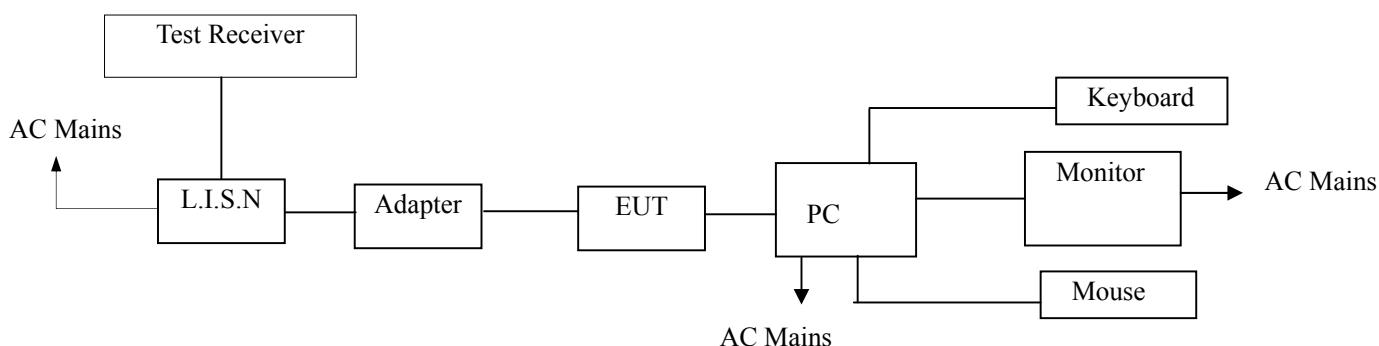 Test Receiver
Keyboard
AC Mains
Monitor
AC Mains
L.I.S.N
Adapter
EUT
PC
Mouse
AC Mains